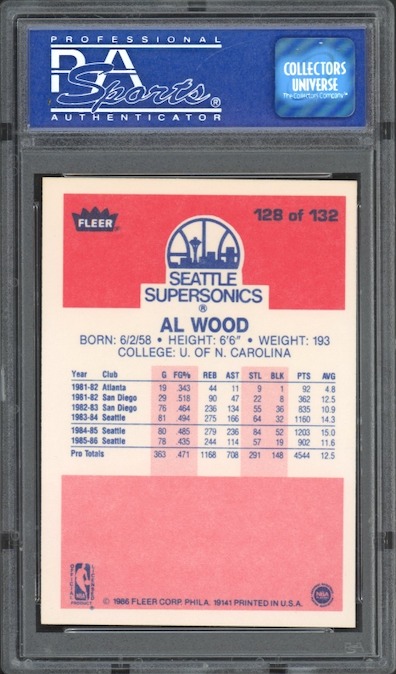 PROFESSIONAL
PSA
Sports®
AUTHENTICATOR
COLLECTORS
UNIVERSE
The Collectors Company™
FLEER
128 of 132
SEATTLE
SUPERSONICS
®
AL WOOD
BORN: 6/2/58 • HEIGHT: 6'6" • WEIGHT: 193
COLLEGE: U. OF N. CAROLINA
Year Club G FG% REB AST STL BLK PTS AVG
1981-82 Atlanta 19 .343 44 11 9 1 92 4.8
1981-82 San Diego 29 .518 90 47 22 8 362 12.5
1982-83 San Diego 76 .464 236 134 55 36 835 10.9
1983-84 Seattle 81 .494 275 166 64 32 1160 14.3
1984-85 Seattle 80 .485 279 236 84 52 1203 15.0
1985-86 Seattle 78 .435 244 114 57 19 902 11.6
Pro Totals 363 .471 1168 708 291 148 4544 12.5
NBA
PRODUCT
© 1986 FLEER CORP. PHILA. 19141 PRINTED IN U.S.A.
NBA
PSA